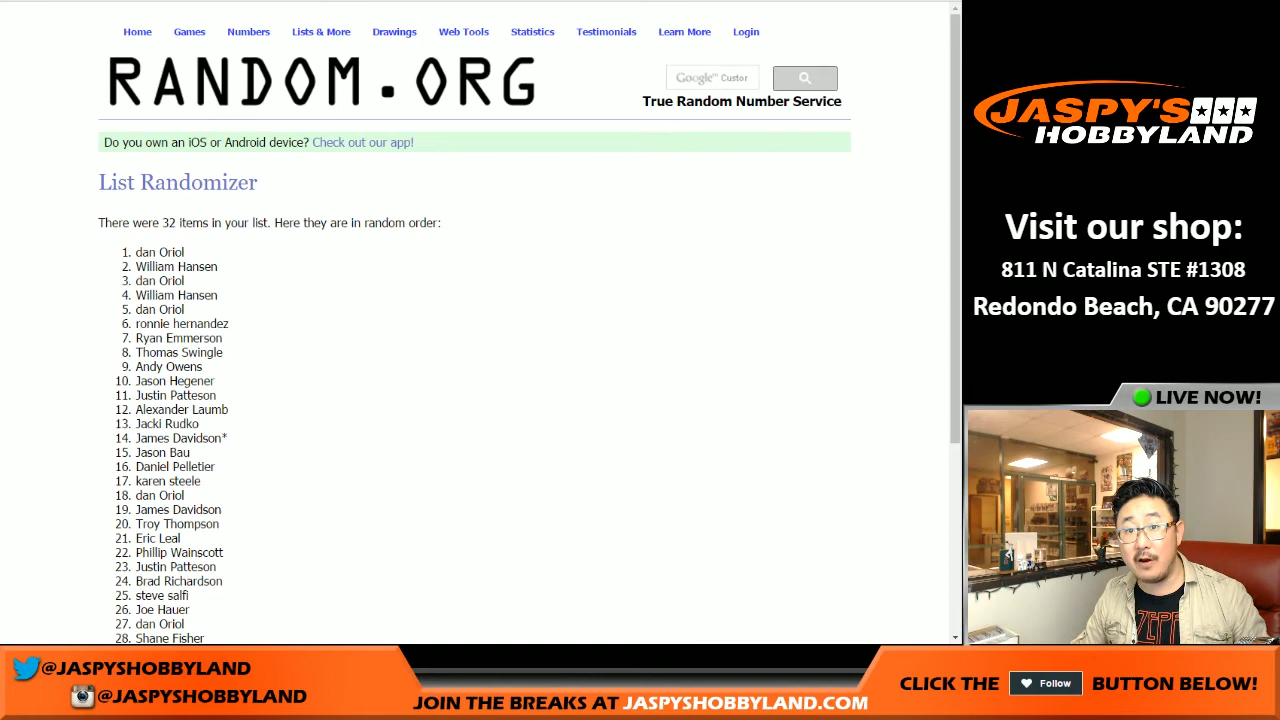 Home Games Numbers Lists & More Drawings Web Tools Statistics Testimonials Learn More Login
RANDOM.ORG
Google™ Custor
True Random Number Service
Do you own an iOS or Android device? Check out our app!
List Randomizer
There were 32 items in your list. Here they are in random order:
1. dan Oriol
2. William Hansen
3. dan Oriol
4. William Hansen
5. dan Oriol
6. ronnie hernandez
7. Ryan Emmerson
8. Thomas Swingle
9. Andy Owens
10. Jason Hegener
11. Justin Patteson
12. Alexander Laumb
13. Jacki Rudko
14. James Davidson*
15. Jason Bau
16. Daniel Pelletier
17. karen steele
18. dan Oriol
19. James Davidson
20. Troy Thompson
21. Eric Leal
22. Phillip Wainscott
23. Justin Patteson
24. Brad Richardson
25. steve salfi
26. Joe Hauer
27. dan Oriol
28. Shane Fisher
JASPY'S
HOBBYLAND
Visit our shop:
811 N Catalina STE #1308
Redondo Beach, CA 90277
LIVE NOW!
@JASPYSHOBBYLAND
@JASPYSHOBBYLAND
JOIN THE BREAKS AT JASPYSHOBBYLAND.COM
CLICK THE Follow BUTTON BELOW!